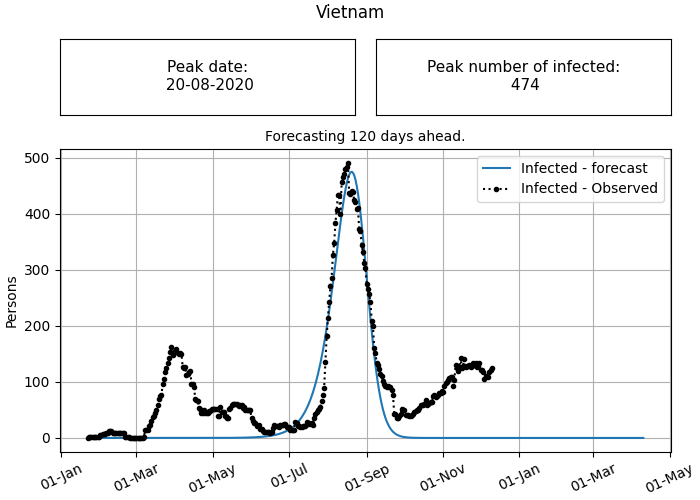 Vietnam
Peak date:
20-08-2020
Peak number of infected:
474
Forecasting 120 days ahead.
Infected - forecast
Infected - Observed
Persons
500
400
300
200
100
0
01-Jan
01-Mar
01-May
01-Jul
01-Sep
01-Nov
01-Jan
01-Mar
01-May